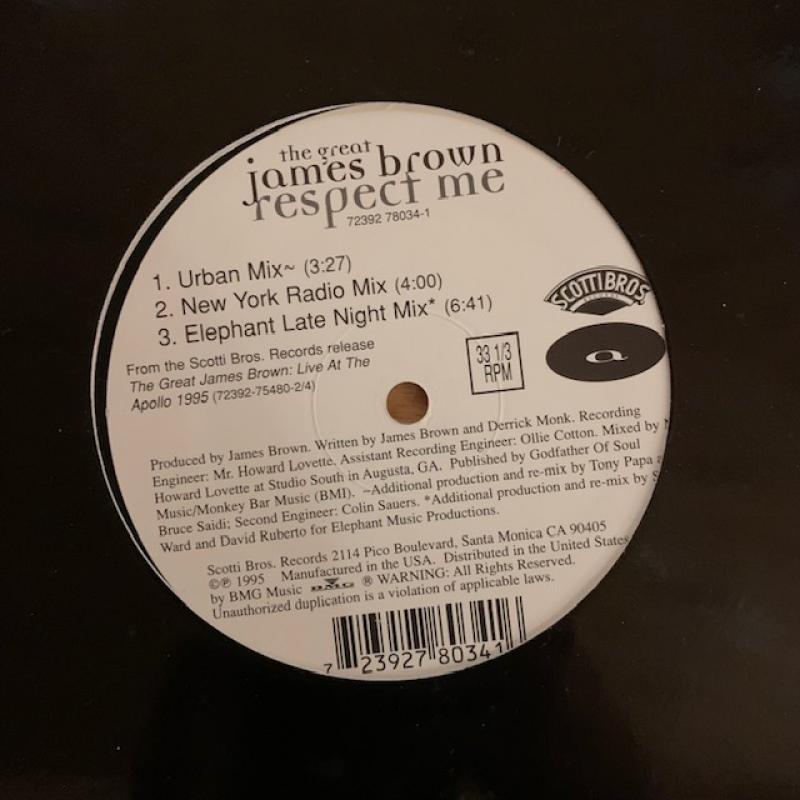 the great
james brown
respect me
72392 78034-1
1. Urban Mix~ (3:27)
2. New York Radio Mix (4:00)
3. Elephant Late Night Mix* (6:41)
From the Scotti Bros. Records release
The Great James Brown: Live At The
Apollo 1995 (72392-75480-2/4)
33 1/3
RPM
SCOTTI BROS
RECORDS
a
Produced by James Brown. Written by James Brown and Derrick Monk. Recording
Engineer: Mr. Howard Lovette. Assistant Recording Engineer: Ollie Cotton. Mixed by
Howard Lovette at Studio South in Augusta, GA. Published by Godfather Of Soul
Music/Monkey Bar Music (BMI). ~Additional production and re-mix by Tony Papa
Bruce Saidi; Second Engineer: Colin Sauers. *Additional production and re-mix by
Ward and David Ruberto for Elephant Music Productions.
Scotti Bros. Records 2114 Pico Boulevard, Santa Monica CA 90405
©℗ 1995 Manufactured in the USA. Distributed in the United States
by BMG Music BMG ® WARNING: All Rights Reserved.
Unauthorized duplication is a violation of applicable laws.
7 23927 80341